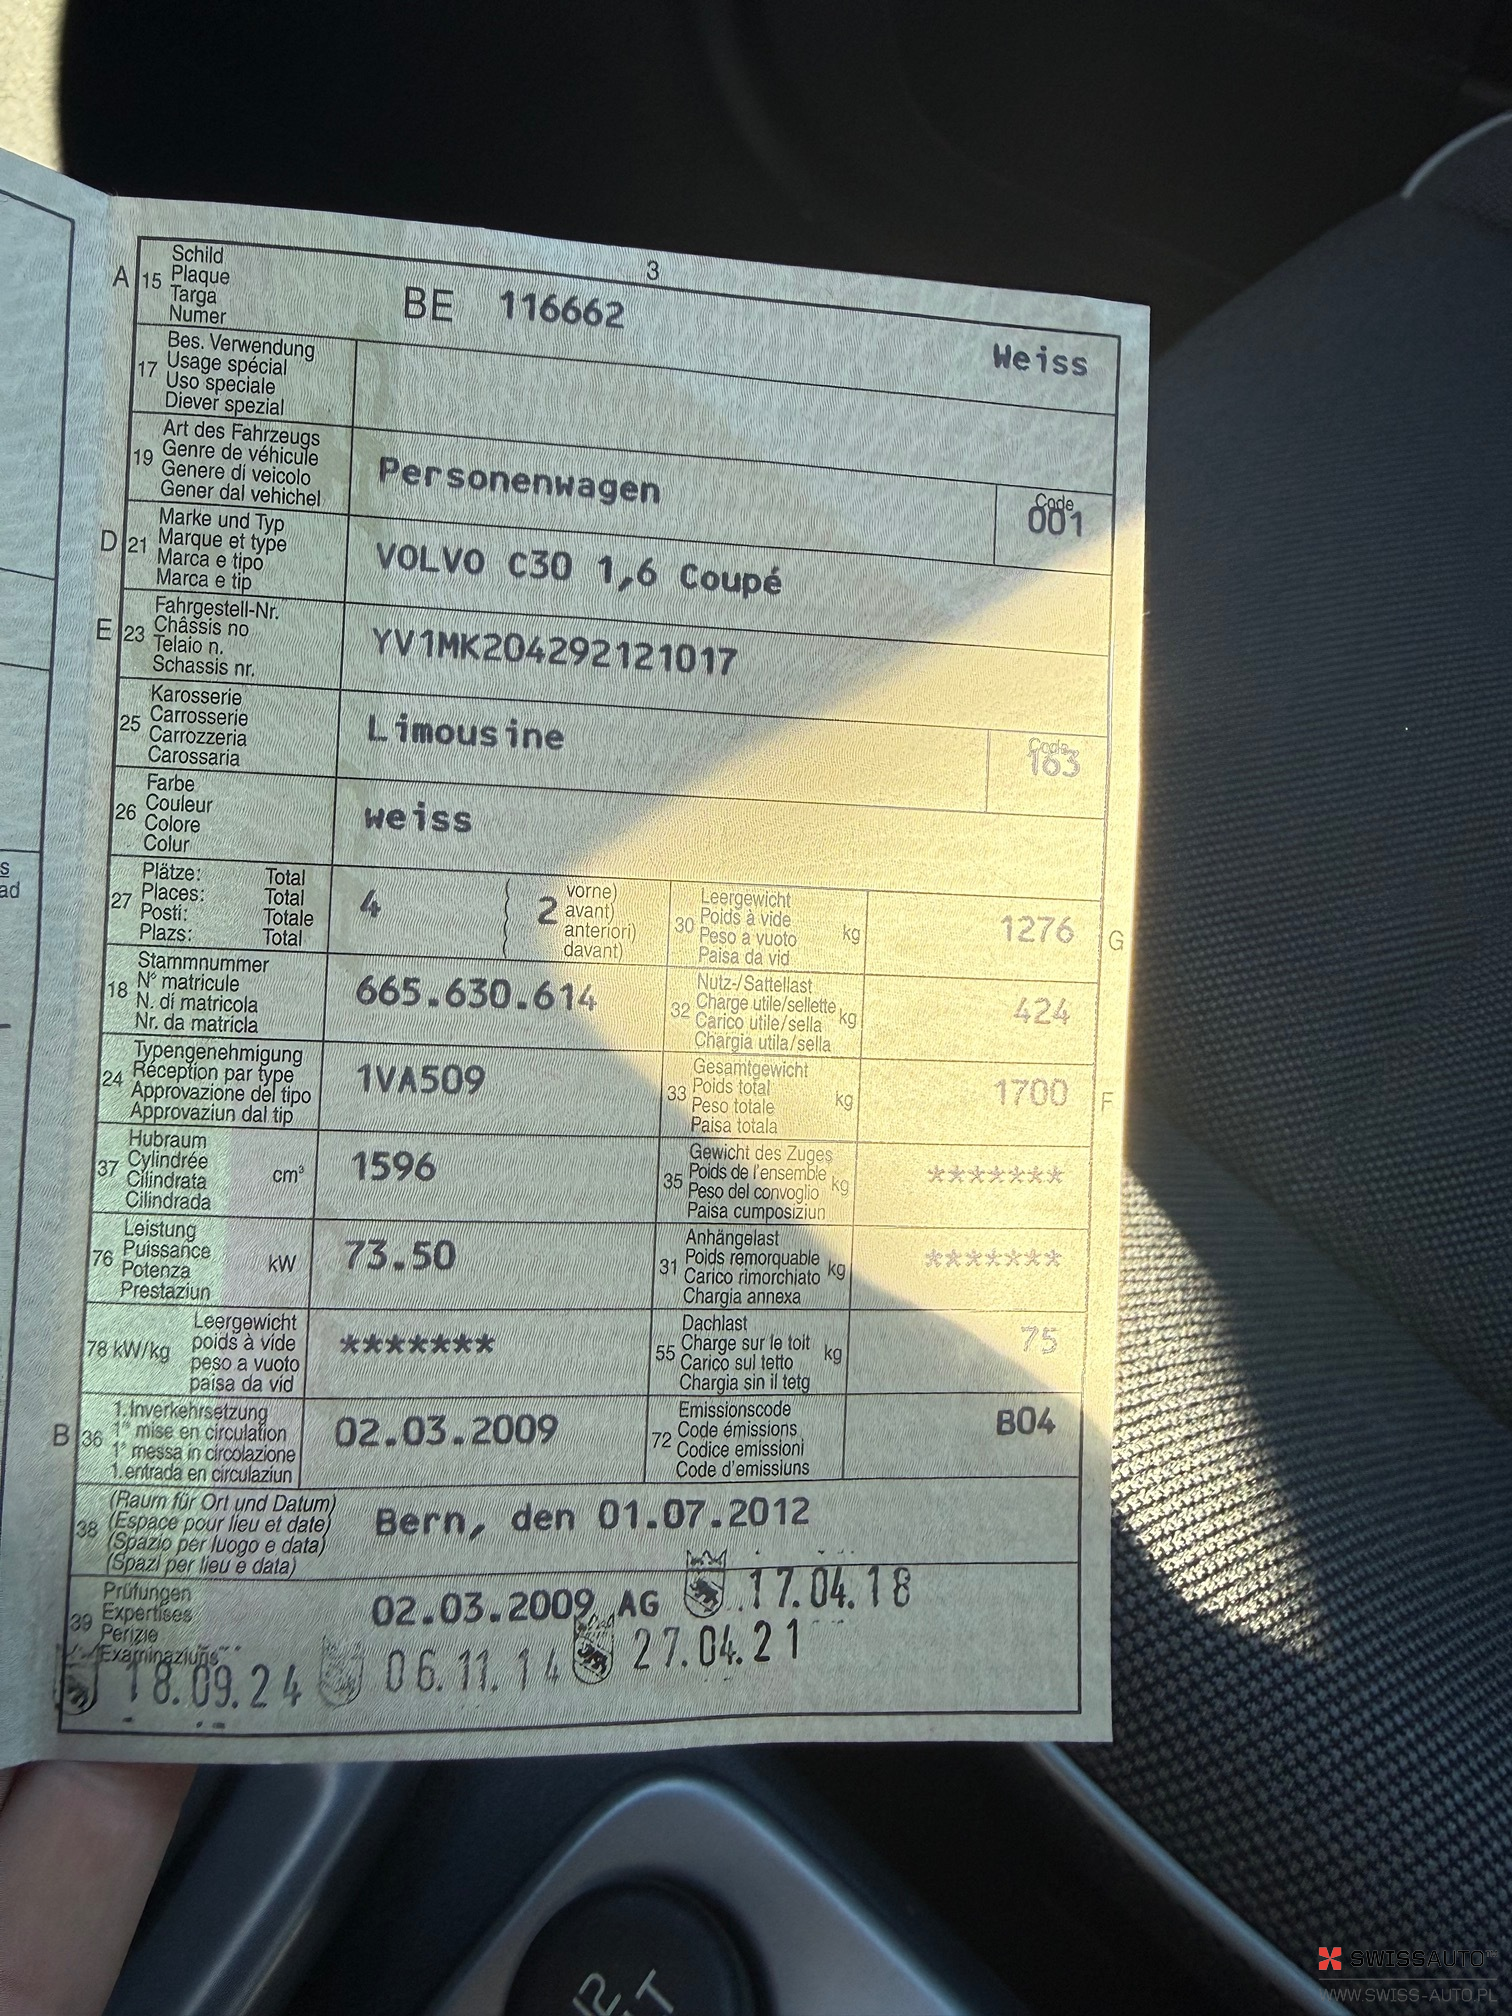 3
A 15 Schild
Plaque
Targa
Numer
BE 116662
Weiss
17 Bes. Verwendung
Usage spécial
Uso speciale
Diever spezial
19 Art des Fahrzeugs
Genre de véhicule
Genere di veicolo
Gener dal vehichel
Personenwagen
Code
001
D 21 Marke und Typ
Marque et type
Marca e tipo
Marca e tip
VOLVO C30 1,6 Coupé
E 23 Fahrgestell-Nr.
Châssis no
Telaio n.
Schassis nr.
YV1MK204292121017
25 Karosserie
Carrosserie
Carrozzeria
Carossaria
Limousine
Code
163
26 Farbe
Couleur
Colore
Colur
weiss
27 Plätze: Total
Places: Total
Posti: Totale
Plazs: Total
4
2
vorne)
avant)
anteriori)
davant)
30 Leergewicht
Poids à vide
Peso a vuoto
Paisa da vid
kg
1276
G
18 Stammnummer
N° matricule
N. di matricola
Nr. da matricla
665.630.614
32 Nutz-/Sattellast
Charge utile/sellette
Carico utile/sella
Chargia utila/sella
kg
424
24 Typengenehmigung
Réception par type
Approvazione del tipo
Approvaziun dal tip
1VA509
33 Gesamtgewicht
Poids total
Peso totale
Paisa totala
kg
1700
F
37 Hubraum
Cylindrée
Cilindrata
Cilindrada
cm³
1596
35 Gewicht des Zuges
Poids de l'ensemble
Peso del convoglio
Paisa cumposiziun
kg
*******
76 Leistung
Puissance
Potenza
Prestaziun
kW
73.50
31 Anhängelast
Poids remorquable
Carico rimorchiato
Chargia annexa
kg
*******
78 kW/kg
Leergewicht
poids à vide
peso a vuoto
paisa da vid
*******
55 Dachlast
Charge sur le toit
Carico sul tetto
Chargia sin il tetg
kg
75
B 36 1. Inverkehrsetzung
1re mise en circulation
1a messa in circolazione
1. entrada en circulaziun
02.03.2009
72 Emissionscode
Code émissions
Codice emissioni
Code d'emissiuns
B04
38 (Raum für Ort und Datum)
(Espace pour lieu et date)
(Spazio per luogo e data)
(Spazi per lieu e data)
Bern, den 01.07.2012
39 Prüfungen
Expertises
Perizie
Examinaziuns
02.03.2009 AG
17.04.18
18.09.24
06.11.14
27.04.21
s
ad
SWISSAUTO
WWW.SWISS-AUTO.PL